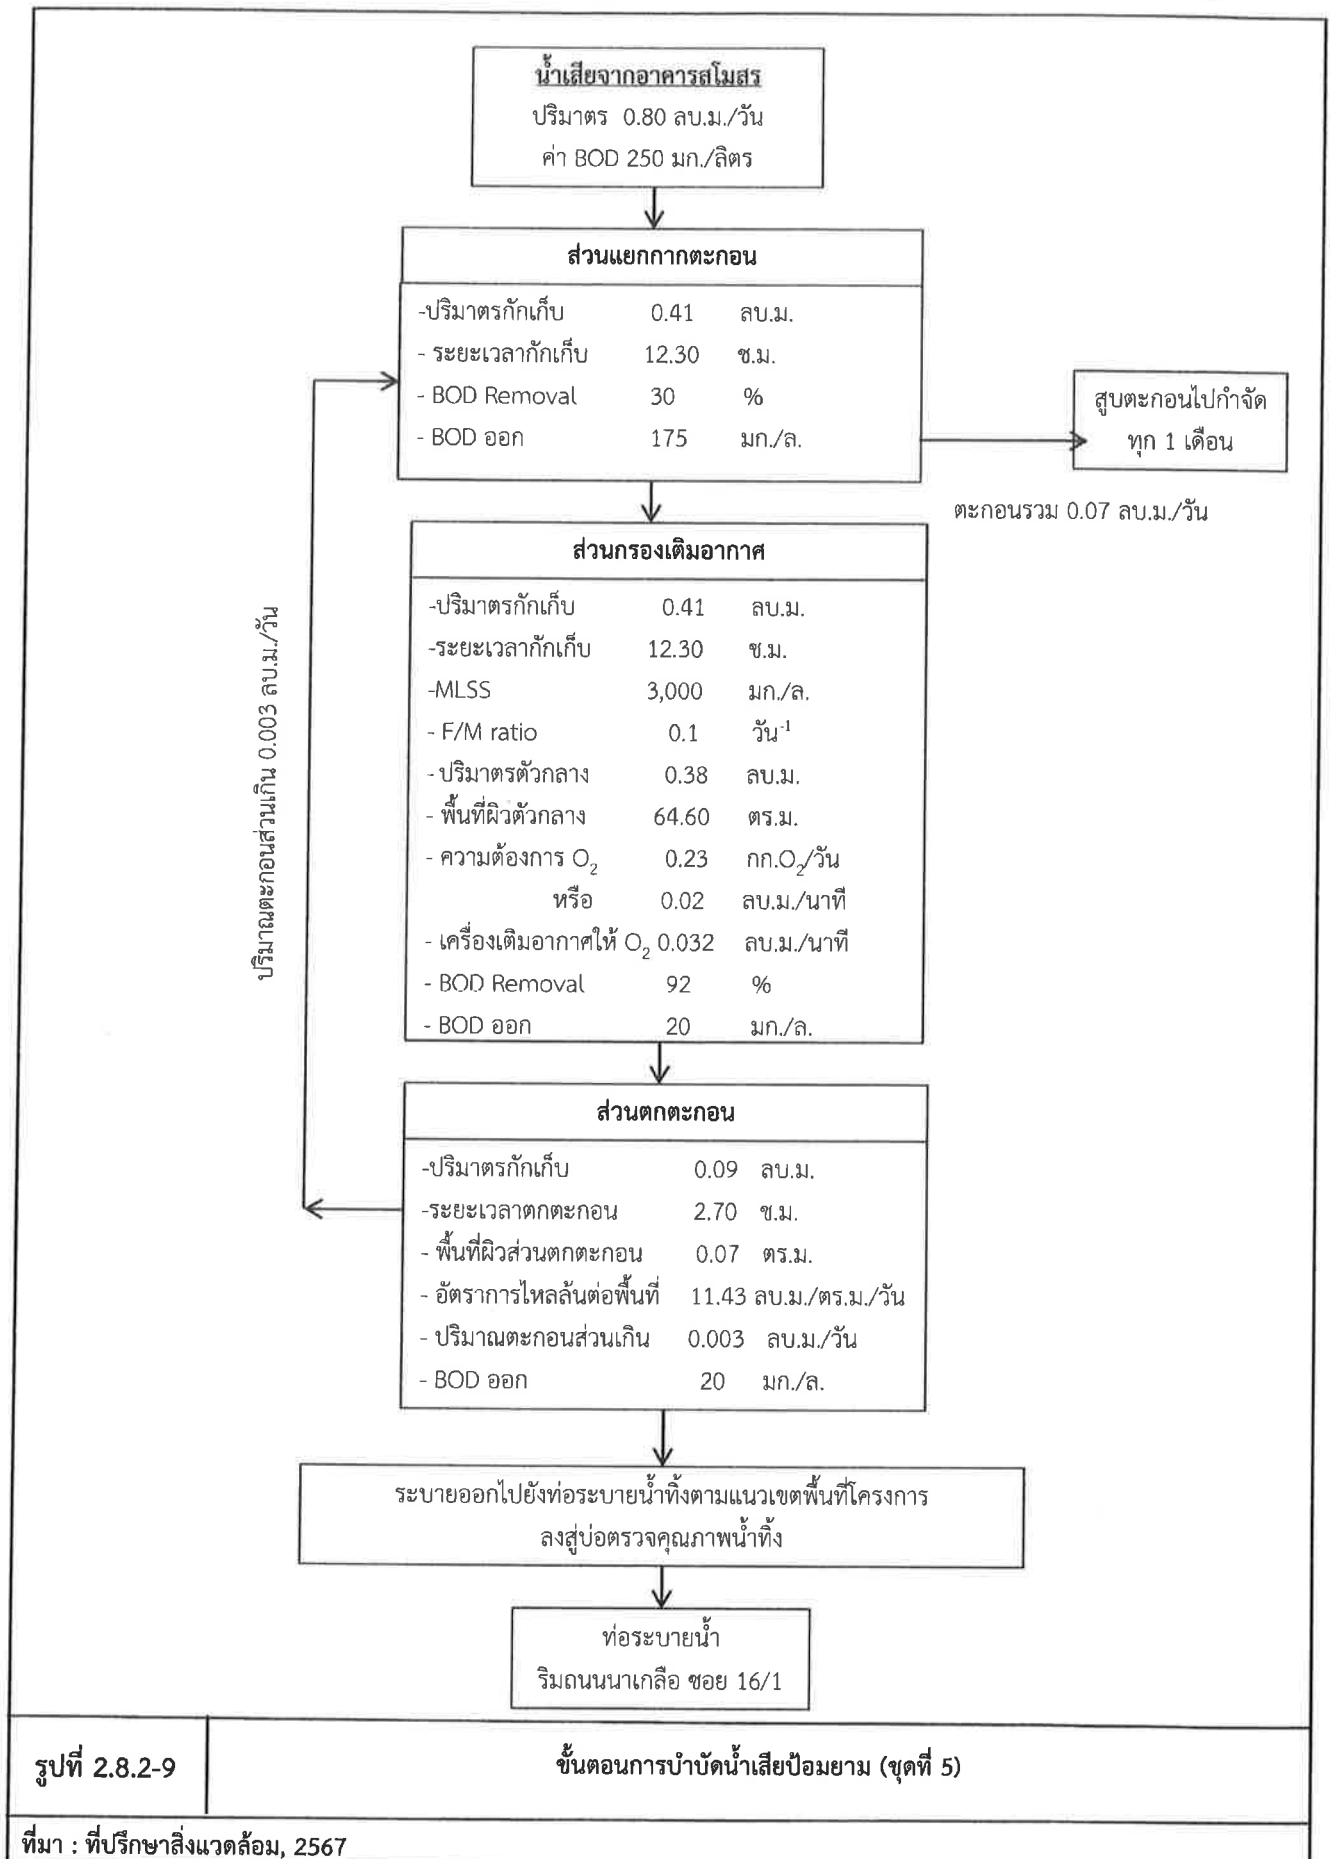 น้ำเสียจากอาคารสโมสร
ปริมาตร 0.80 ลบ.ม./วัน
ค่า BOD 250 มก./ลิตร
ส่วนแยกกากตะกอน
-ปริมาตรกักเก็บ 0.41 ลบ.ม.
- ระยะเวลากักเก็บ 12.30 ช.ม.
- BOD Removal 30 %
- BOD ออก 175 มก./ล.
สูบตะกอนไปกำจัด
ทุก 1 เดือน
ตะกอนรวม 0.07 ลบ.ม./วัน
ส่วนกรองเติมอากาศ
-ปริมาตรกักเก็บ 0.41 ลบ.ม.
-ระยะเวลากักเก็บ 12.30 ช.ม.
-MLSS 3,000 มก./ล.
- F/M ratio 0.1 วัน⁻¹
- ปริมาตรตัวกลาง 0.38 ลบ.ม.
- พื้นที่ผิวตัวกลาง 64.60 ตร.ม.
- ความต้องการ O₂ 0.23 กก.O₂/วัน
หรือ 0.02 ลบ.ม./นาที
- เครื่องเติมอากาศให้ O₂ 0.032 ลบ.ม./นาที
- BOD Removal 92 %
- BOD ออก 20 มก./ล.
ปริมาณตะกอนส่วนเกิน 0.003 ลบ.ม./วัน
ส่วนตกตะกอน
-ปริมาตรกักเก็บ 0.09 ลบ.ม.
-ระยะเวลาตกตะกอน 2.70 ช.ม.
- พื้นที่ผิวส่วนตกตะกอน 0.07 ตร.ม.
- อัตราการไหลล้นต่อพื้นที่ 11.43 ลบ.ม./ตร.ม./วัน
- ปริมาณตะกอนส่วนเกิน 0.003 ลบ.ม./วัน
- BOD ออก 20 มก./ล.
ระบายออกไปยังท่อระบายน้ำทิ้งตามแนวเขตพื้นที่โครงการ
ลงสู่บ่อตรวจคุณภาพน้ำทิ้ง
ท่อระบายน้ำ
ริมถนนนาเกลือ ซอย 16/1
รูปที่ 2.8.2-9
ขั้นตอนการบำบัดน้ำเสียป้อมยาม (ชุดที่ 5)
ที่มา : ที่ปรึกษาสิ่งแวดล้อม, 2567